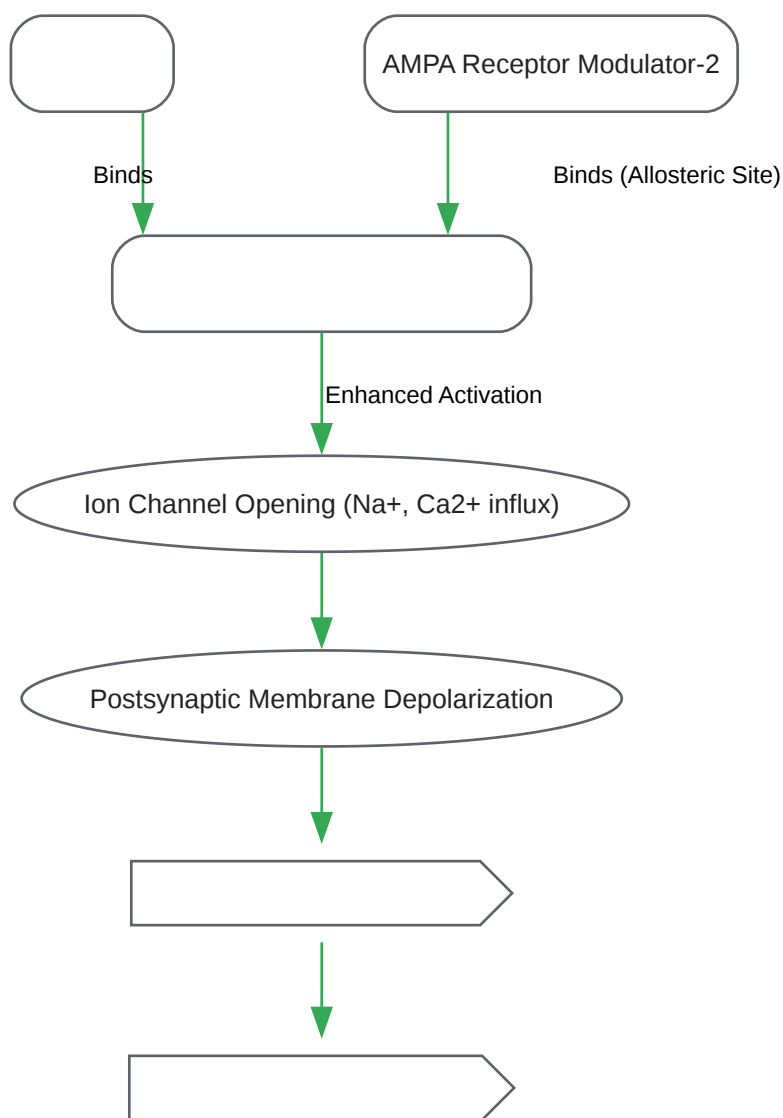 AMPA Receptor Modulator-2
Binds
Binds (Allosteric Site)
Enhanced Activation
Ion Channel Opening (Na+, Ca2+ influx)
Postsynaptic Membrane Depolarization